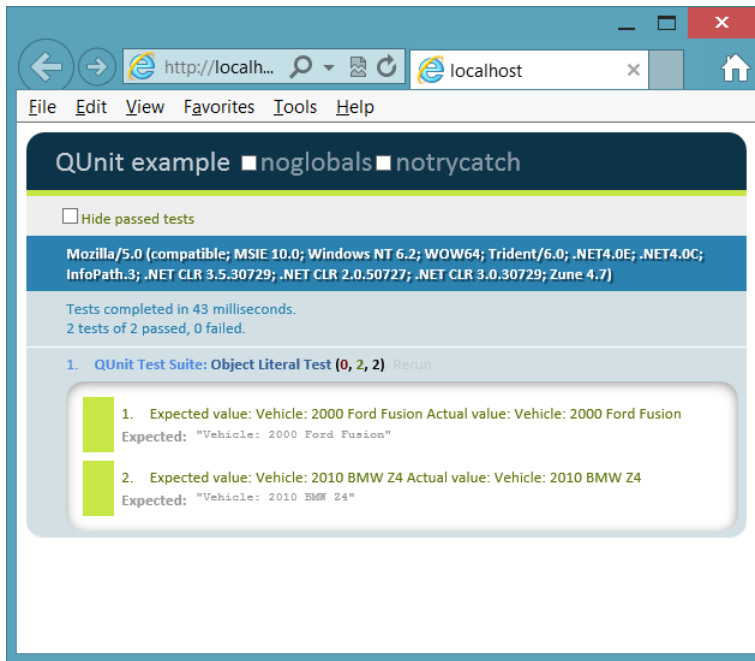 http://localh...
localhost
File Edit View Favorites Tools Help
QUnit example noglobals notrycatch
Hide passed tests
Mozilla/5.0 (compatible; MSIE 10.0; Windows NT 6.2; WOW64; Trident/6.0; .NET4.0E; .NET4.0C;
InfoPath.3; .NET CLR 3.5.30729; .NET CLR 2.0.50727; .NET CLR 3.0.30729; Zune 4.7)
Tests completed in 43 milliseconds.
2 tests of 2 passed, 0 failed.
1. QUnit Test Suite: Object Literal Test (0, 2, 2) Rerun
1. Expected value: Vehicle: 2000 Ford Fusion Actual value: Vehicle: 2000 Ford Fusion
Expected: "Vehicle: 2000 Ford Fusion"
2. Expected value: Vehicle: 2010 BMW Z4 Actual value: Vehicle: 2010 BMW Z4
Expected: "Vehicle: 2010 BMW Z4"